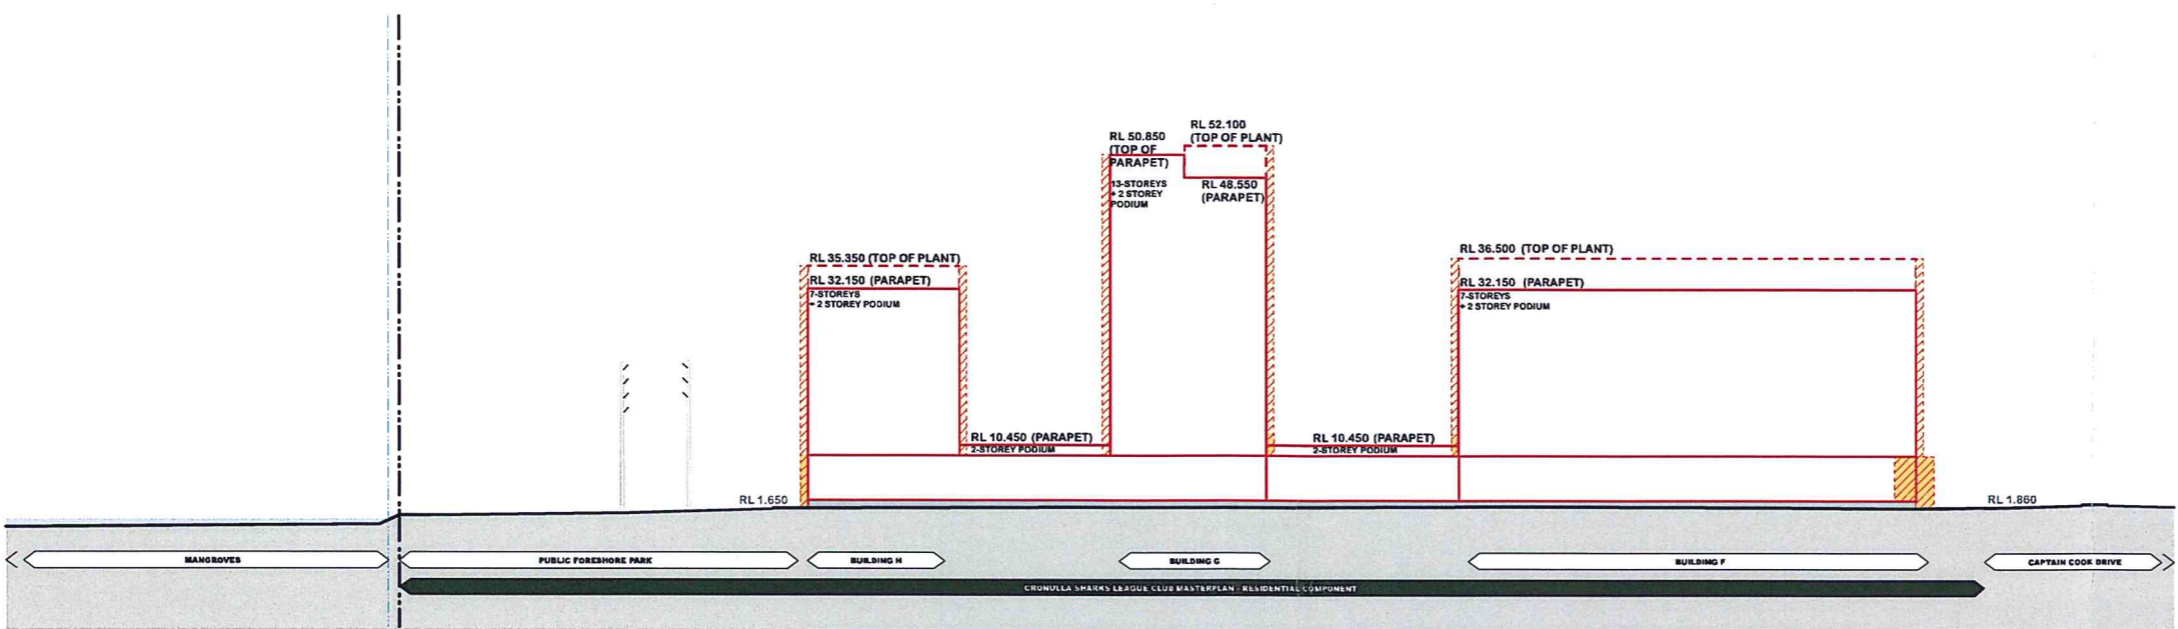 RL 52.100
(TOP OF PLANT)
RL 50.850
(TOP OF
PARAPET)
13-STOREYS
+ 2 STOREY
PODIUM
RL 48.550
(PARAPET)
RL 35.350 (TOP OF PLANT)
RL 32.150 (PARAPET)
7-STOREYS
+ 2 STOREY PODIUM
RL 36.500 (TOP OF PLANT)
RL 32.150 (PARAPET)
7-STOREYS
+ 2 STOREY PODIUM
RL 10.450 (PARAPET)
2-STOREY PODIUM
RL 10.450 (PARAPET)
2-STOREY PODIUM
RL 1.650
RL 1.860
MANGROVES
PUBLIC FORESHORE PARK
BUILDING H
BUILDING G
BUILDING F
CAPTAIN COOK DRIVE
CRONULLA SHARKS LEAGUE CLUB MASTERPLAN - RESIDENTIAL COMPONENT